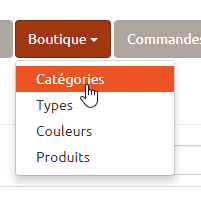 Boutique
Commandes
Catégories
Types
Couleurs
Produits